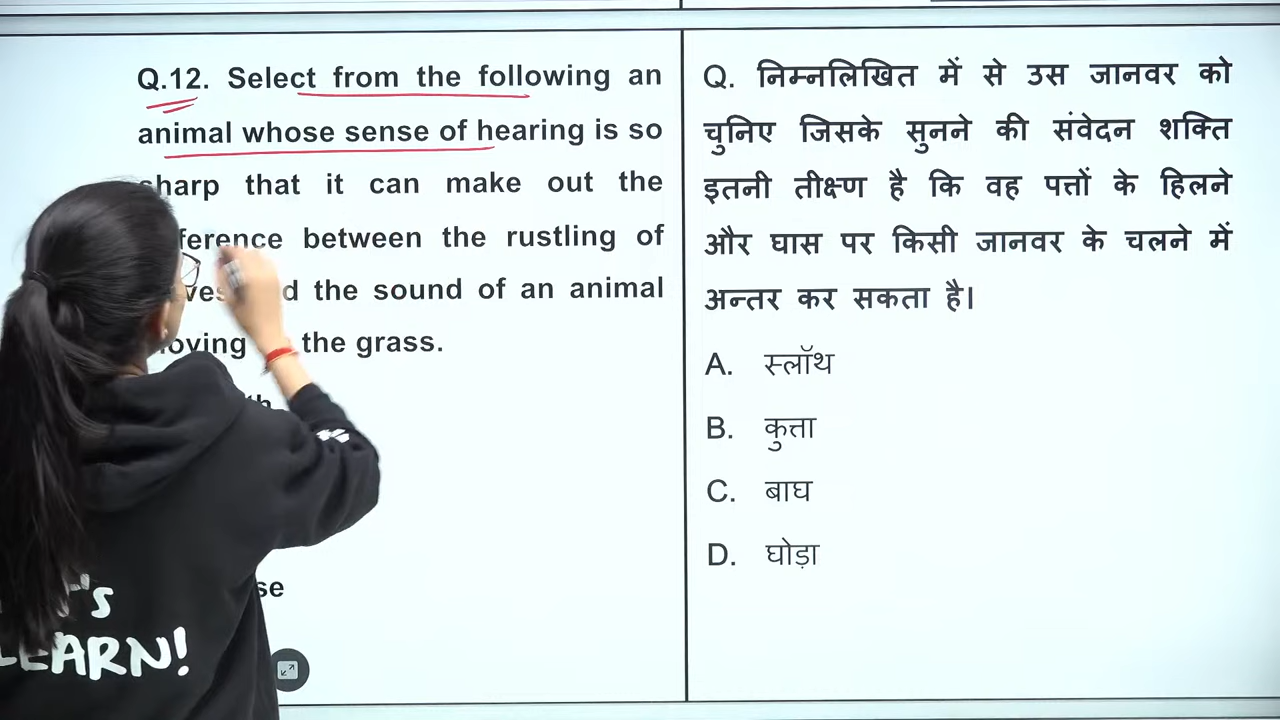 Q.12. Select from the following an
animal whose sense of hearing is so
sharp that it can make out the
between the rustling of
the sound of an animal
the grass.
Q. निम्नलिखित में से उस जानवर को
चुनिए जिसके सुनने की संवेदन शक्ति
इतनी तीक्ष्ण है कि वह पत्तों के हिलने
और घास पर किसी जानवर के चलने में
अन्तर कर सकता है।
A. स्लॉथ
B. कुत्ता
C. बाघ
D. घोड़ा
LEARN!